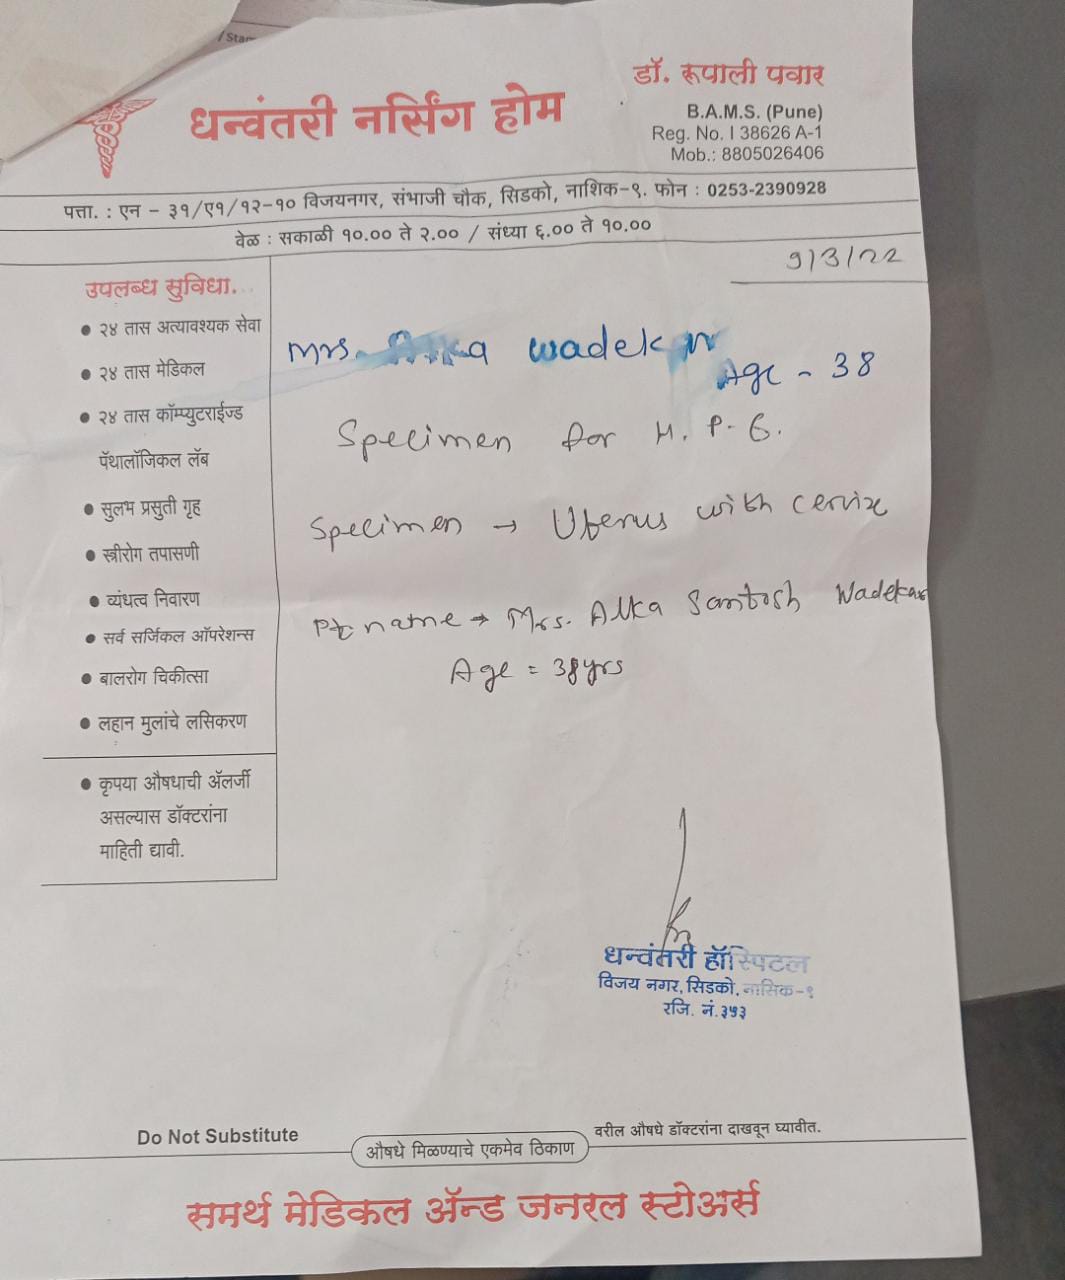 /Stam
धन्वंतरी नर्सिंग होम
डॉ. रूपाली पवार
B.A.M.S. (Pune)
Reg. No. I 38626 A-1
Mob.: 8805026406
पत्ता. : एन - ३१/ए१/१२-१० विजयनगर, संभाजी चौक, सिडको, नाशिक-९. फोन : 0253-2390928
वेळ : सकाळी १०.०० ते २.०० / संध्या ६.०० ते १०.००
9/3/22
उपलब्ध सुविधा...
● २४ तास अत्यावश्यक सेवा
● २४ तास मेडिकल
● २४ तास कॉम्प्युटराईज्ड
पॅथालॉजिकल लॅब
● सुलभ प्रसुती गृह
● स्त्रीरोग तपासणी
● व्यंधत्व निवारण
● सर्व सर्जिकल ऑपरेशन्स
● बालरोग चिकीत्सा
● लहान मुलांचे लसिकरण
● कृपया औषधाची ॲलर्जी
असल्यास डॉक्टरांना
माहिती द्यावी.
Mrs. Alka Wadekar
Age - 38
Specimen for H. P. G.
Specimen → Uterus with cervix
Pt name → Mrs. Alka Santosh Wadekar
Age = 38 yrs
धन्वंतरी हॉस्पिटल
विजय नगर, सिडको, नासिक-९
रजि. नं. ३५३
Do Not Substitute
औषधे मिळण्याचे एकमेव ठिकाण
वरील औषधे डॉक्टरांना दाखवून घ्यावीत.
समर्थ मेडिकल ॲन्ड जनरल स्टोअर्स